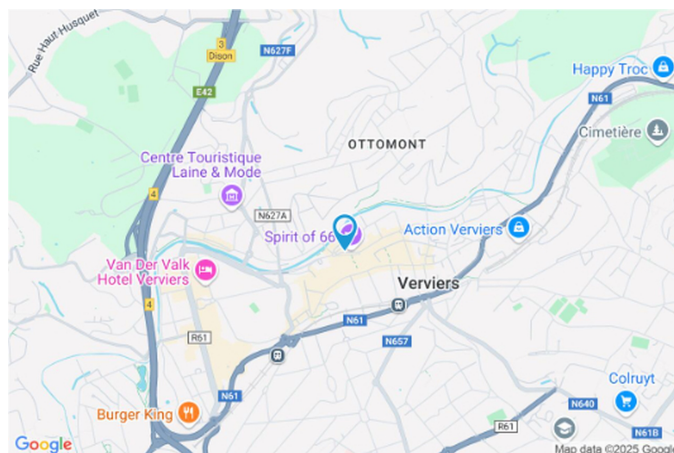 Rue Haut-Husquet
3
Dison
N627F
E42
Happy Troc
N61
Cimetière
OTTOMONT
Centre Touristique
Laine & Mode
4
N627A
Spirit of 66
Action Verviers
Van Der Valk
Hotel Verviers
Verviers
4
N61
R61
N657
N61
Colruyt
Burger King
N640
R61
N61B
Google
Map data ©2025 Google